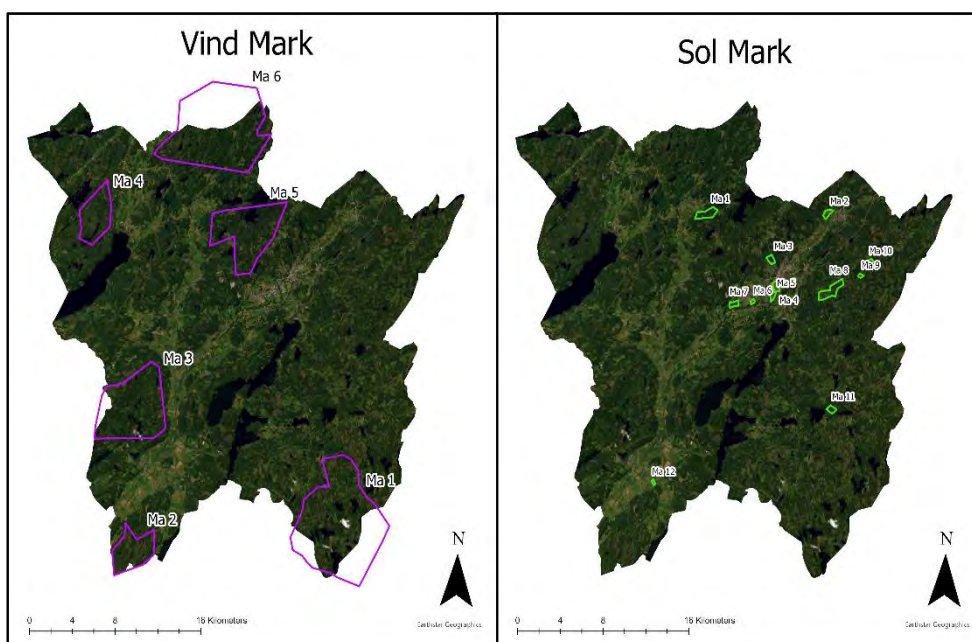 Vind Mark
Ma 6
Ma 4
Ma 5
Ma 3
Ma 1
Ma 2
N
0 4 8 16 Kilometers
Earthstar Geographics
Sol Mark
Ma 1
Ma 2
Ma 3
Ma 10
Ma 9
Ma 8
Ma 5
Ma 6
Ma 7
Ma 4
Ma 11
Ma 12
N
0 4 8 16 Kilometers
Earthstar Geographics